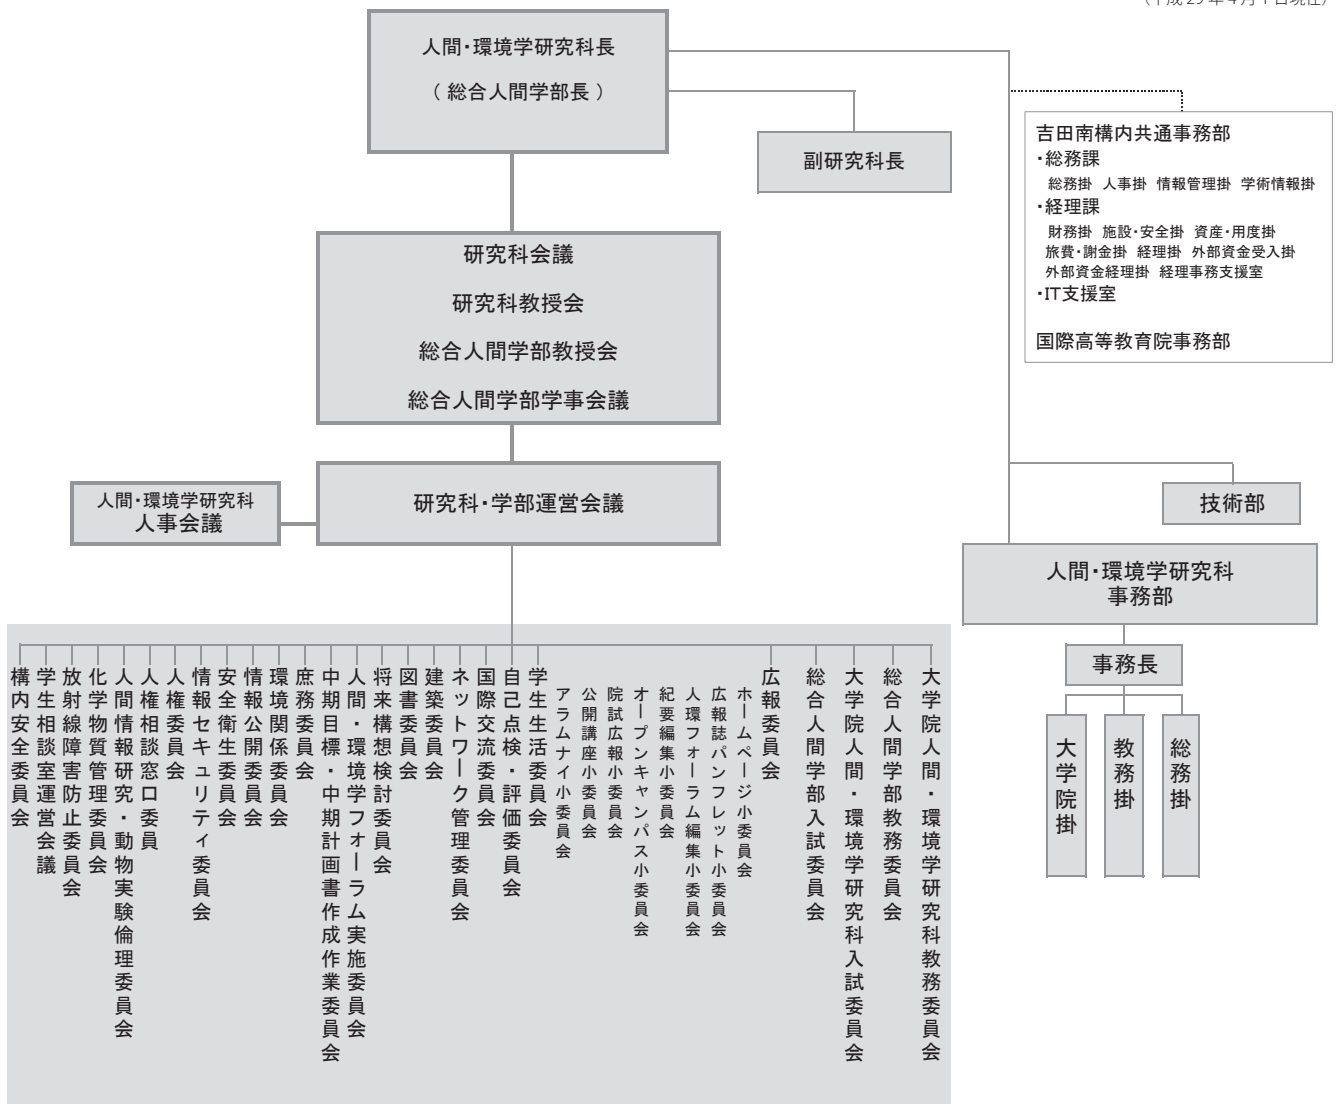 （平成 29 年 4 月 1 日現在）
人間・環境学研究科長
（ 総合人間学部長 ）
副研究科長
吉田南構内共通事務部
・総務課
総務掛 人事掛 情報管理掛 学術情報掛
・経理課
財務掛 施設・安全掛 資産・用度掛
旅費・謝金掛 経理掛 外部資金受入掛
外部資金経理掛 経理事務支援室
・IT支援室
国際高等教育院事務部
研究科会議
研究科教授会
総合人間学部教授会
総合人間学部学事会議
研究科・学部運営会議
人間・環境学研究科
人事会議
技術部
人間・環境学研究科
事務部
事務長
総務掛
教務掛
大学院掛
大学院人間・環境学研究科教務委員会
総合人間学部教務委員会
大学院人間・環境学研究科入試委員会
総合人間学部入試委員会
広報委員会
ホームページ小委員会
広報誌パンフレット小委員会
人環フォーラム編集小委員会
紀要編集小委員会
オープンキャンパス小委員会
院試広報小委員会
公開講座小委員会
アラムナイ小委員会
学生生活委員会
自己点検・評価委員会
国際交流委員会
ネットワーク管理委員会
建築委員会
図書委員会
将来構想検討委員会
人間・環境学フォーラム実施委員会
中期目標・中期計画書作成作業委員会
庶務委員会
環境関係委員会
情報公開委員会
安全衛生委員会
情報セキュリティ委員会
人権委員会
人権相談窓口委員
人間情報研究・動物実験倫理委員会
化学物質管理委員会
放射線障害防止委員会
学生相談室運営会議
構内安全委員会